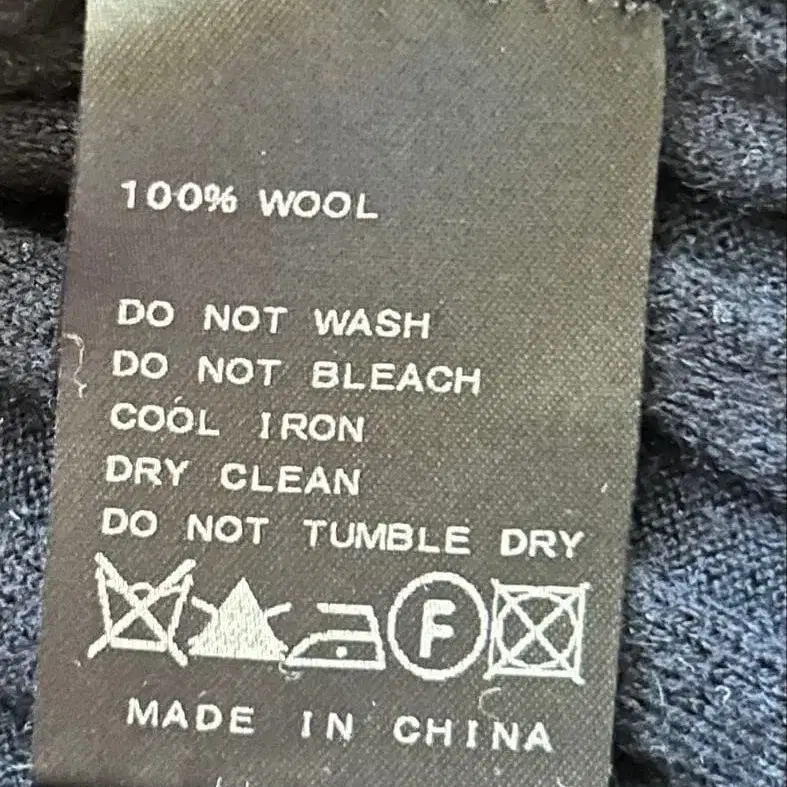 100% WOOL
DO NOT WASH
DO NOT BLEACH
COOL IRON
DRY CLEAN
DO NOT TUMBLE DRY
F
MADE IN CHINA